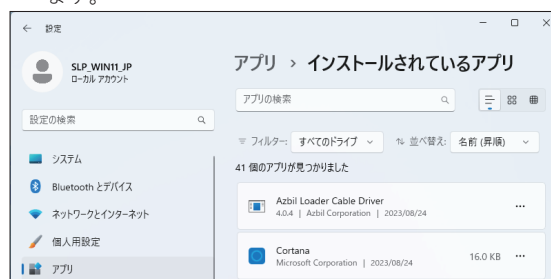 ます。
← 設定
SLP_WIN11_JP
ローカル アカウント
設定の検索
システム
Bluetooth とデバイス
ネットワークとインターネット
個人用設定
アプリ
アプリ › インストールされているアプリ
アプリの検索
フィルター: すべてのドライブ
並べ替え: 名前 (昇順)
41 個のアプリが見つかりました
Azbil Loader Cable Driver
4.0.4 | Azbil Corporation | 2023/08/24
Cortana
Microsoft Corporation | 2023/08/24
16.0 KB